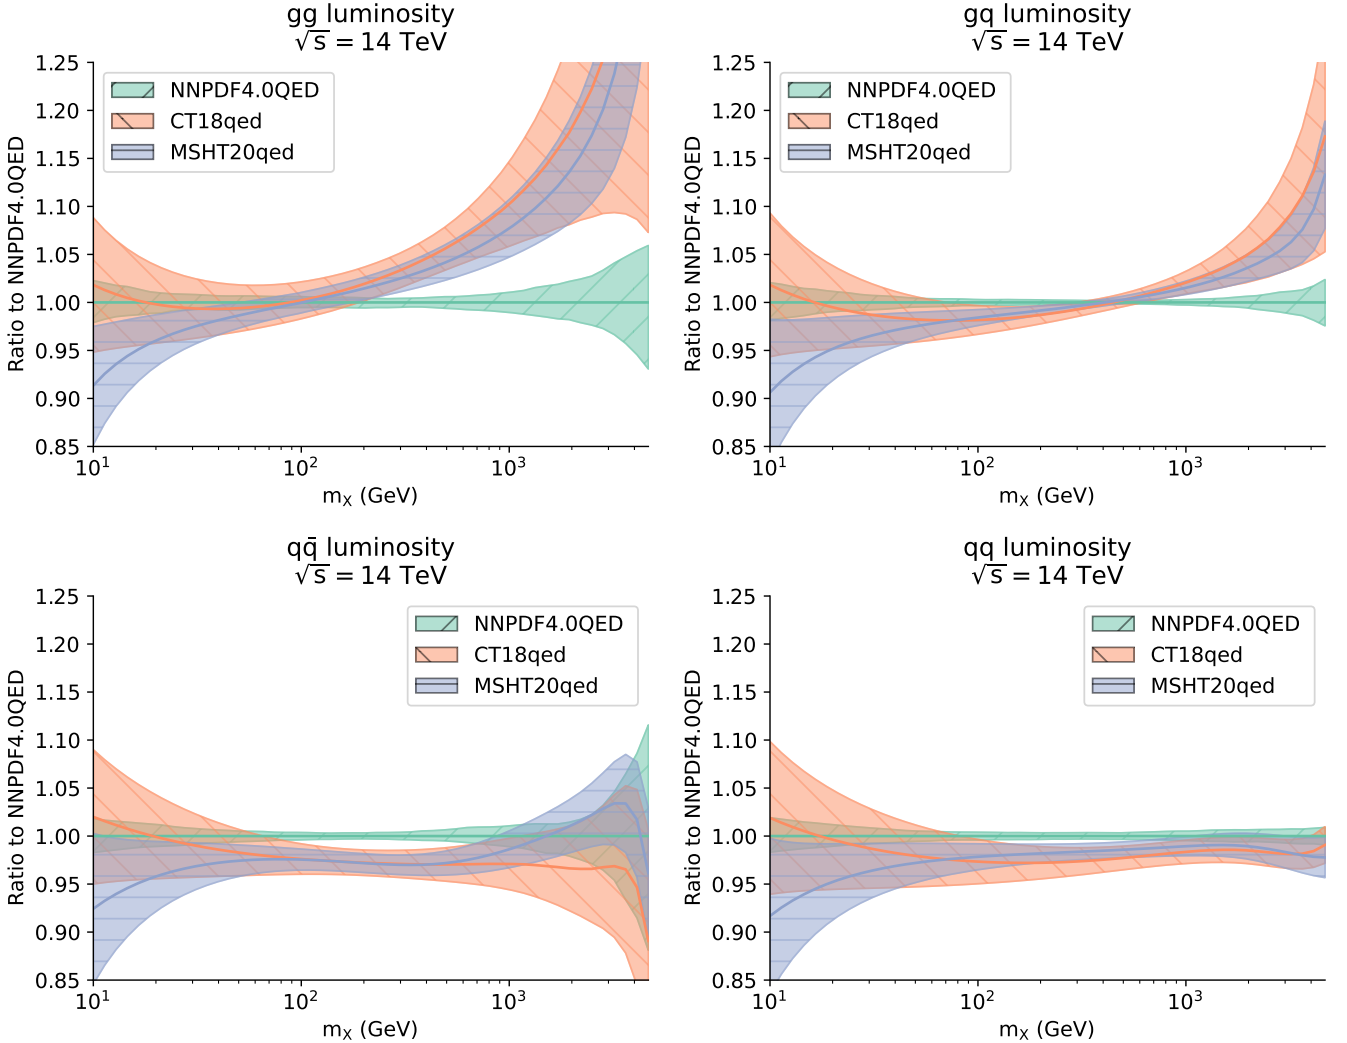 gg luminosity
√s = 14 TeV
Ratio to NNPDF4.0QED
1.25
1.20
1.15
1.10
1.05
1.00
0.95
0.90
0.85
NNPDF4.0QED
CT18qed
MSHT20qed
10¹
10²
10³
m_X (GeV)
gq luminosity
√s = 14 TeV
Ratio to NNPDF4.0QED
1.25
1.20
1.15
1.10
1.05
1.00
0.95
0.90
0.85
NNPDF4.0QED
CT18qed
MSHT20qed
10¹
10²
10³
m_X (GeV)
qq̄ luminosity
√s = 14 TeV
Ratio to NNPDF4.0QED
1.25
1.20
1.15
1.10
1.05
1.00
0.95
0.90
0.85
NNPDF4.0QED
CT18qed
MSHT20qed
10¹
10²
10³
m_X (GeV)
qq luminosity
√s = 14 TeV
Ratio to NNPDF4.0QED
1.25
1.20
1.15
1.10
1.05
1.00
0.95
0.90
0.85
NNPDF4.0QED
CT18qed
MSHT20qed
10¹
10²
10³
m_X (GeV)